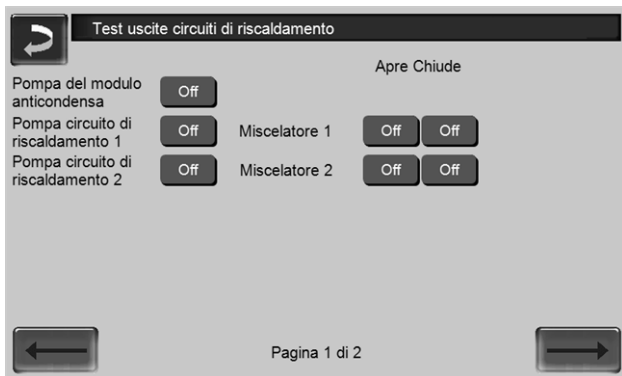 Test uscite circuiti di riscaldamento
Apre Chiude
Pompa del modulo
anticondensa
Off
Pompa circuito di
riscaldamento 1
Off
Miscelatore 1
Off
Off
Pompa circuito di
riscaldamento 2
Off
Miscelatore 2
Off
Off
Pagina 1 di 2